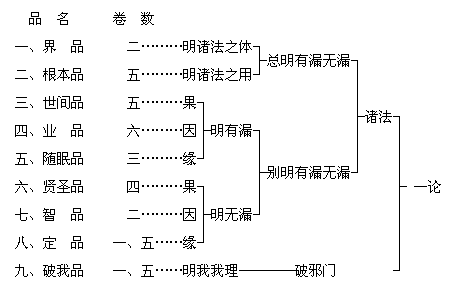 品 名 卷 数
一、界 品 二………明诸法之体
总明有漏无漏
二、根本品 五………明诸法之用
三、世间品 五………果
诸法
四、业 品 六………因 明有漏
五、随眠品 三………缘
别明有漏无漏
六、贤圣品 四………果
一论
七、智 品 二………因 明无漏
八、定 品 一、五……缘
九、破我品 一、五……明我我理 破邪门